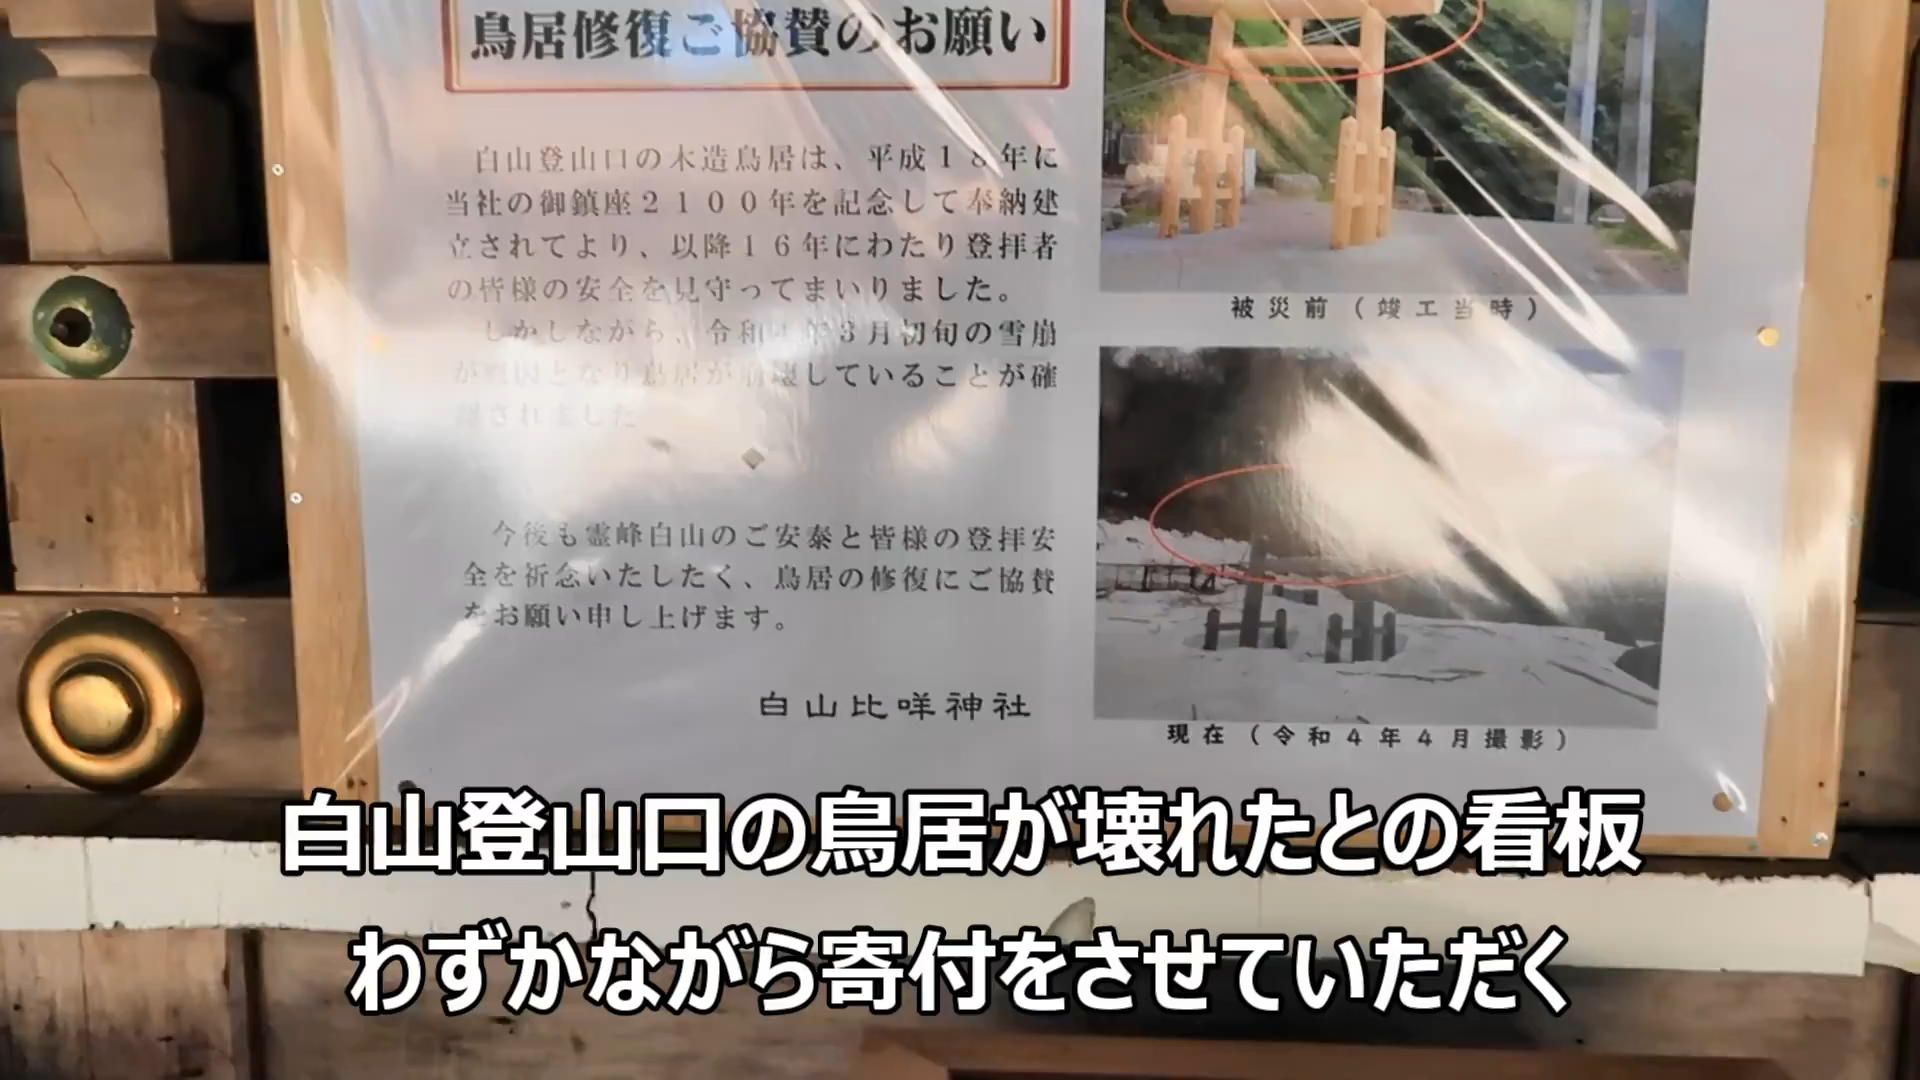 鳥居修復ご協賛のお願い
白山登山口の木造鳥居は、平成18年に
当社の御鎮座2100年を記念して奉納建
立されてより、以降16年にわたり登拝者
の皆様の安全を見守ってまいりました。
しかしながら、令和4年3月初旬の雪崩
が原因となり鳥居が崩壊していることが確
認されました
今後も霊峰白山のご安泰と皆様の登拝安
全を祈念いたしたく、鳥居の修復にご協賛
をお願い申し上げます。
白山比咩神社
被災前(竣工当時)
現在(令和4年4月撮影)
白山登山口の鳥居が壊れたとの看板
わずかながら寄付をさせていただく